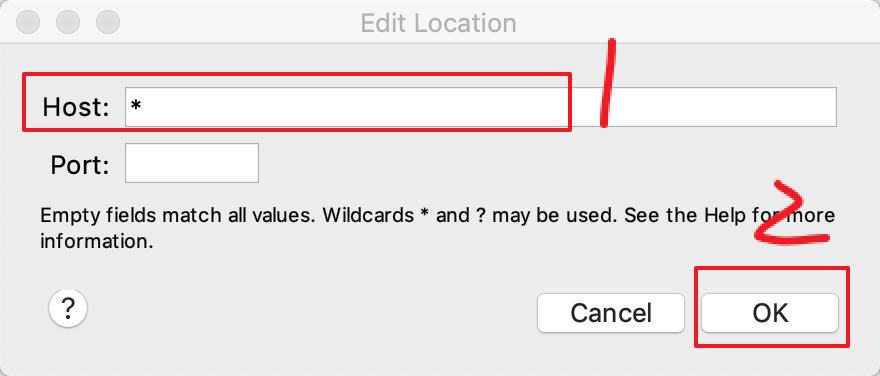 Edit Location
1
Host: *
Port:
2
Empty fields match all values. Wildcards * and ? may be used. See the Help for more
information.
? Cancel OK